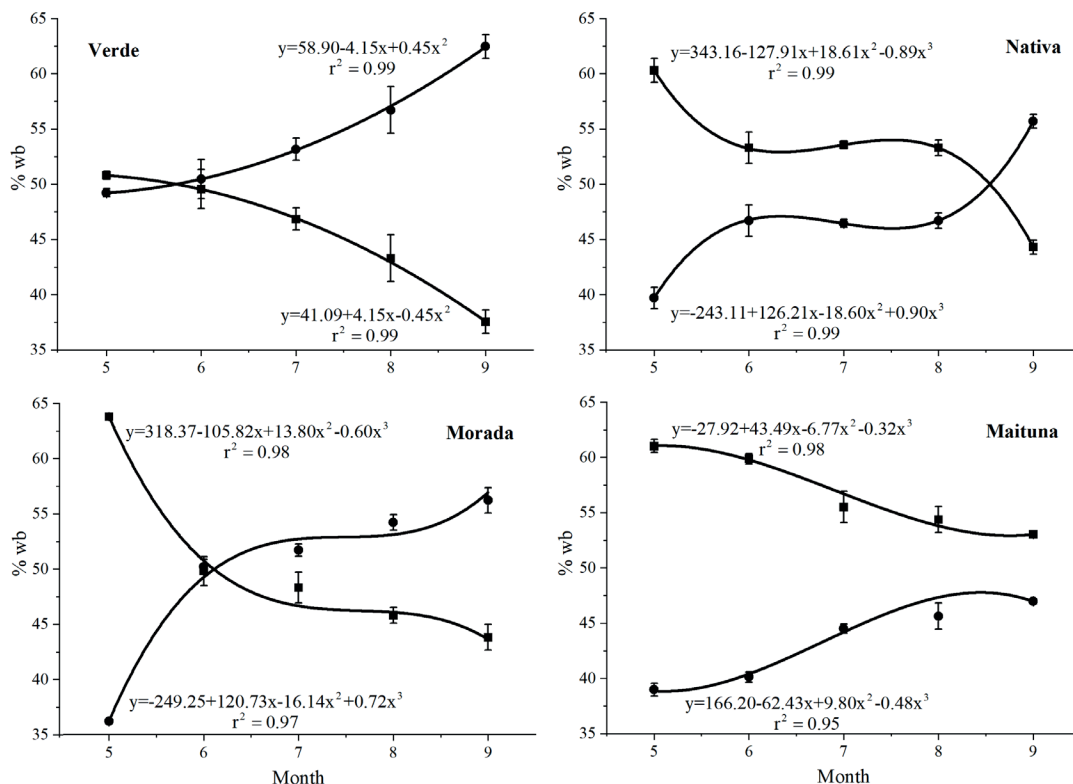 Verde
y=58.90-4.15x+0.45x²
r² = 0.99
y=41.09+4.15x-0.45x²
r² = 0.99
% wb
65
60
55
50
45
40
35
5 6 7 8 9
Nativa
y=343.16-127.91x+18.61x²-0.89x³
r² = 0.99
y=-243.11+126.21x-18.60x²+0.90x³
r² = 0.99
% wb
65
60
55
50
45
40
35
5 6 7 8 9
Morada
y=318.37-105.82x+13.80x²-0.60x³
r² = 0.98
y=-249.25+120.73x-16.14x²+0.72x³
r² = 0.97
% wb
65
60
55
50
45
40
35
5 6 7 8 9
Month
Maituna
y=-27.92+43.49x-6.77x²-0.32x³
r² = 0.98
y=166.20-62.43x+9.80x²-0.48x³
r² = 0.95
% wb
65
60
55
50
45
40
35
5 6 7 8 9
Month